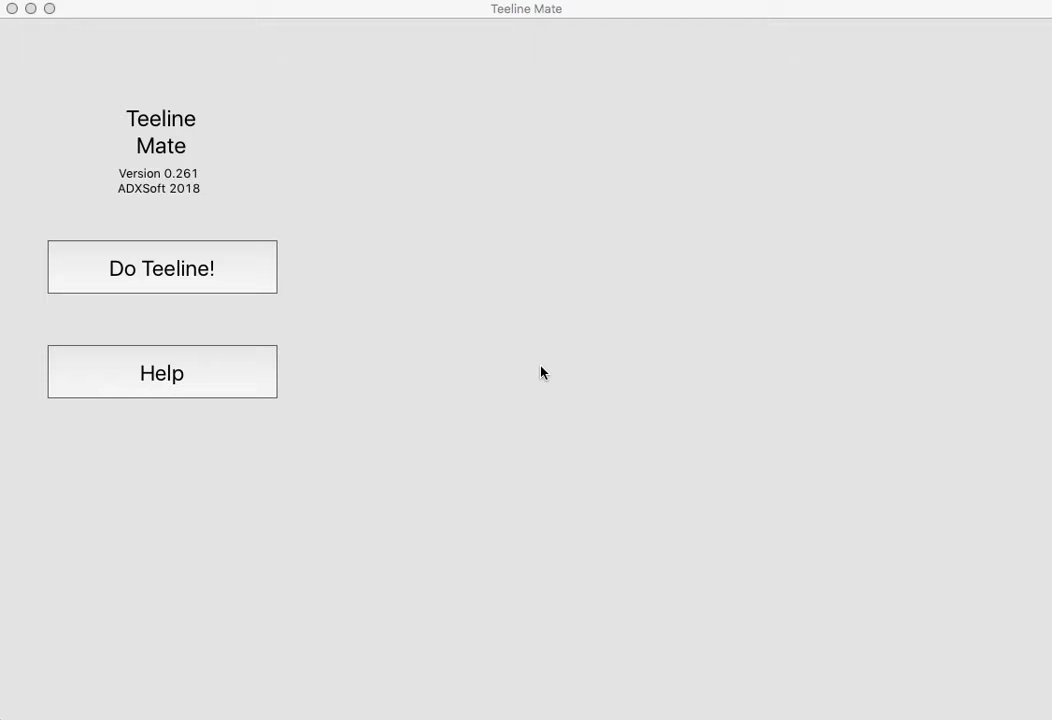 Teeline Mate
Teeline
Mate
Version 0.261
ADXSoft 2018
Do Teeline!
Help